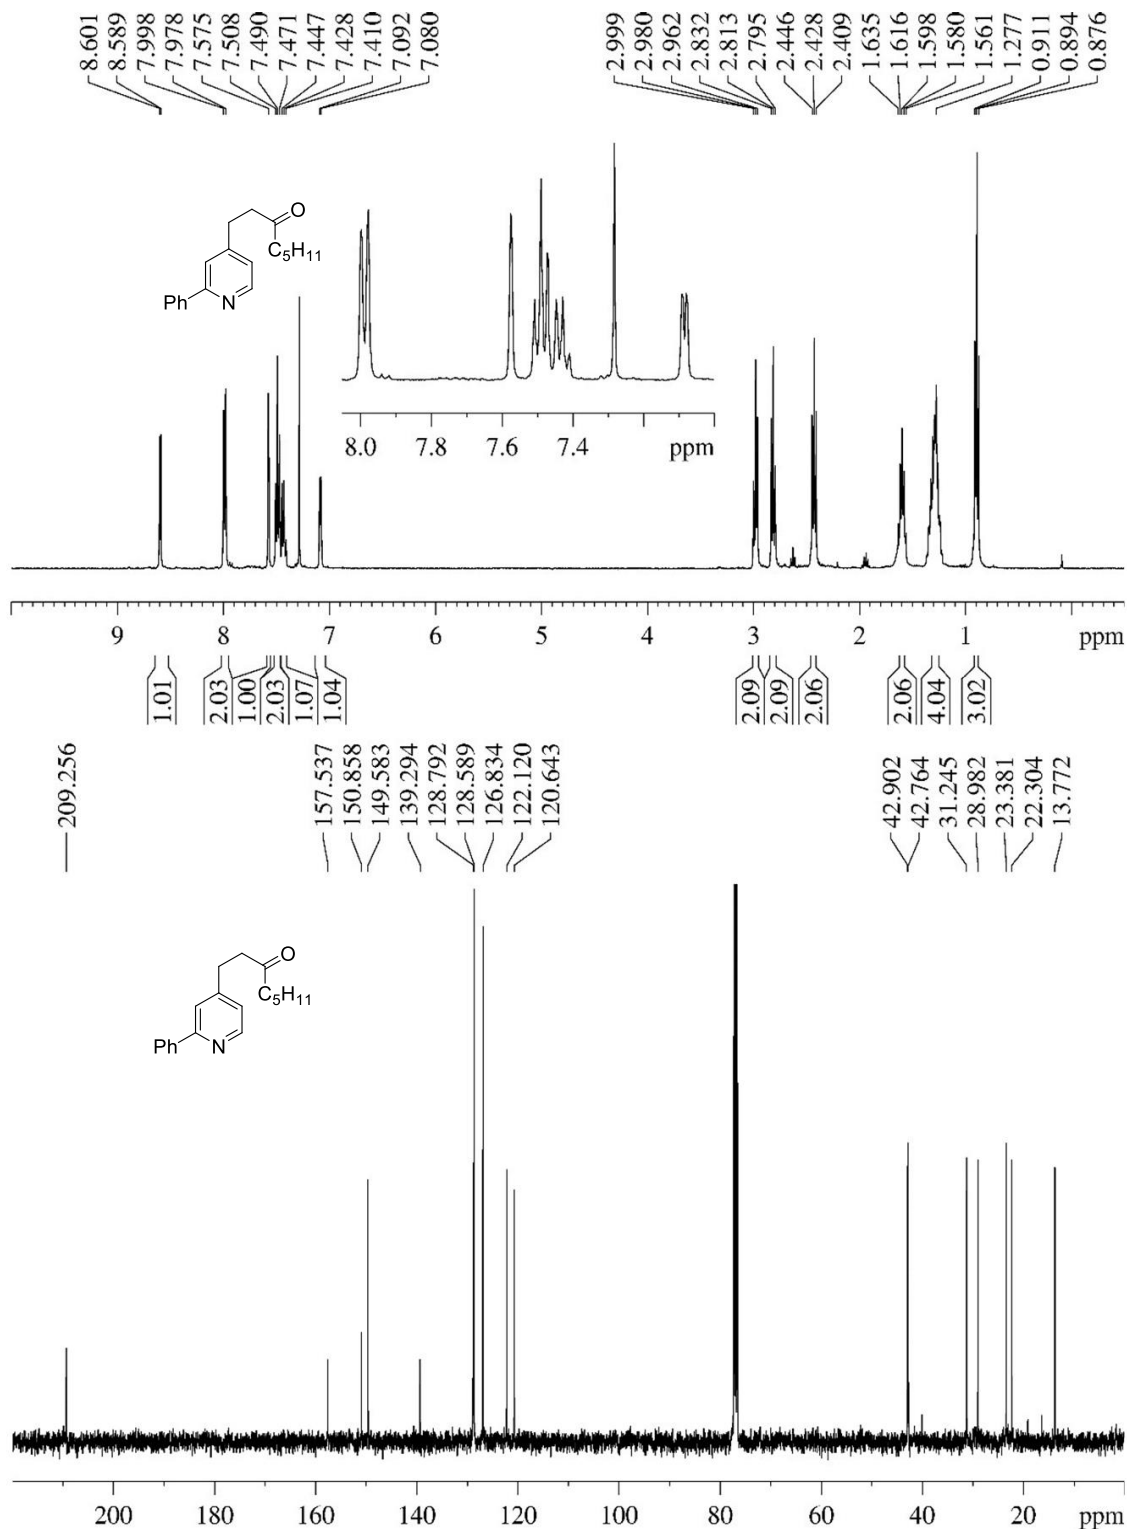 8.601 8.589 7.998 7.978 7.575 7.508 7.490 7.471 7.447 7.428 7.410 7.092 7.080 2.999 2.980 2.962 2.832 2.813 2.795 2.446 2.428 2.409 1.635 1.616 1.598 1.580 1.561 1.277 0.911 0.894 0.876
O
C5H11
Ph N
8.0 7.8 7.6 7.4 ppm
9 8 7 6 5 4 3 2 1 ppm
1.01 2.03 1.00 2.03 1.07 1.04 2.09 2.09 2.06 2.06 4.04 3.02
209.256 157.537 150.858 149.583 139.294 128.792 128.589 126.834 122.120 120.643 42.902 42.764 31.245 28.982 23.381 22.304 13.772
O
C5H11
Ph N
200 180 160 140 120 100 80 60 40 20 ppm